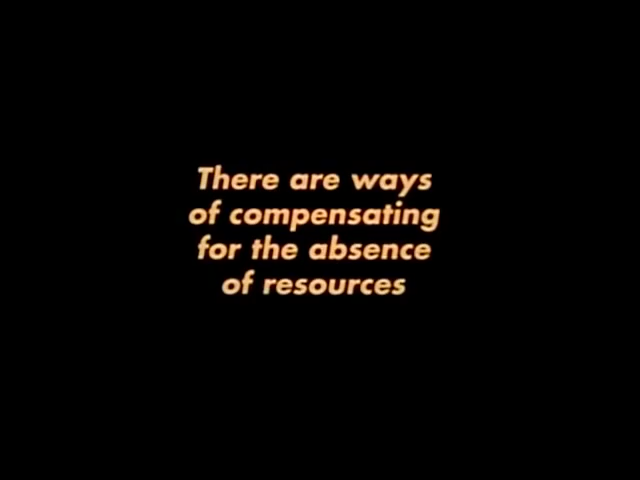 There are ways
of compensating
for the absence
of resources